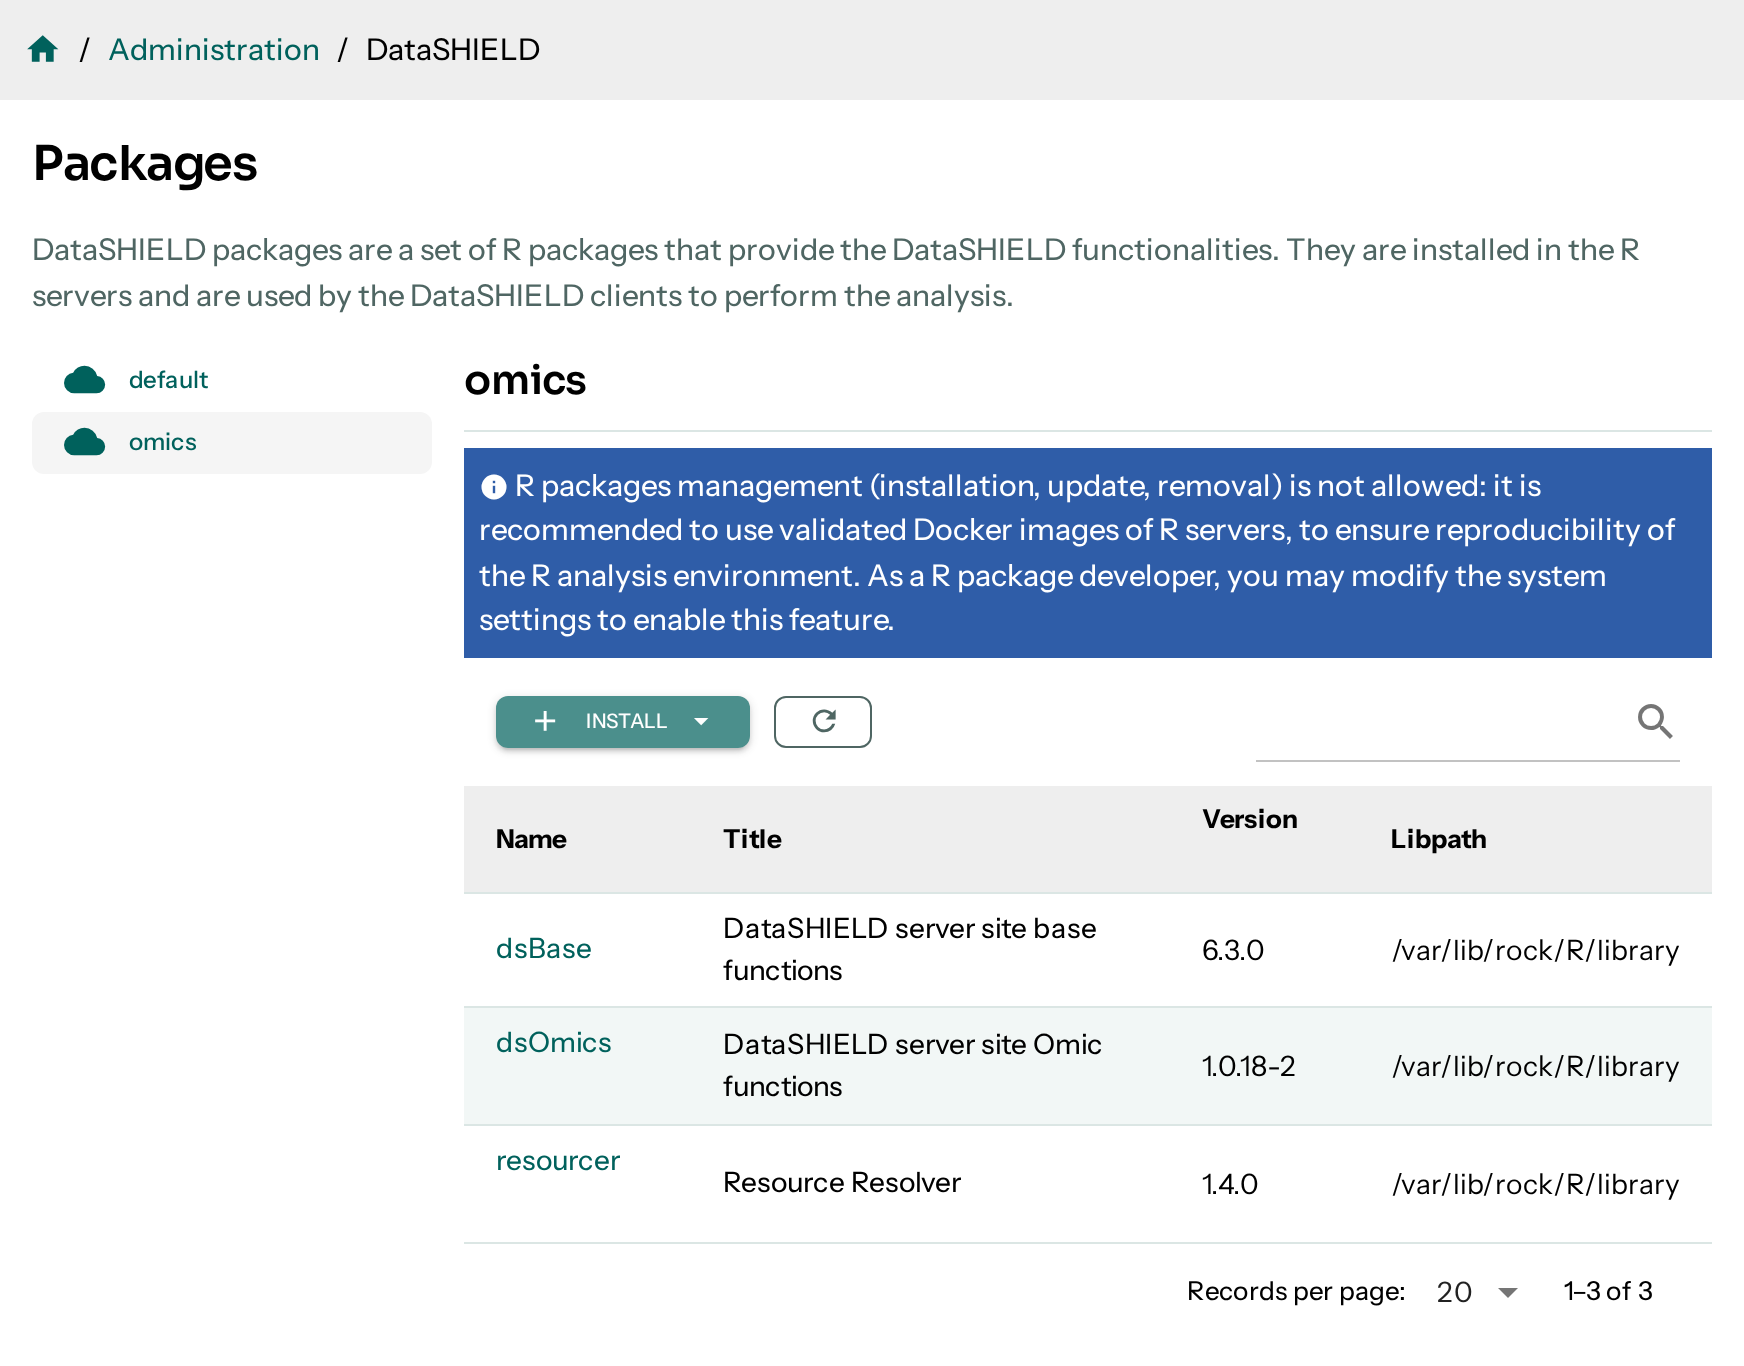 / Administration / DataSHIELD
Packages
DataSHIELD packages are a set of R packages that provide the DataSHIELD functionalities. They are installed in the R
servers and are used by the DataSHIELD clients to perform the analysis.
default
omics
omics
R packages management (installation, update, removal) is not allowed: it is
recommended to use validated Docker images of R servers, to ensure reproducibility of
the R analysis environment. As a R package developer, you may modify the system
settings to enable this feature.
INSTALL
Name Title Version Libpath
dsBase DataSHIELD server site base functions 6.3.0 /var/lib/rock/R/library
dsOmics DataSHIELD server site Omic functions 1.0.18-2 /var/lib/rock/R/library
resourcer Resource Resolver 1.4.0 /var/lib/rock/R/library
Records per page: 20 1–3 of 3